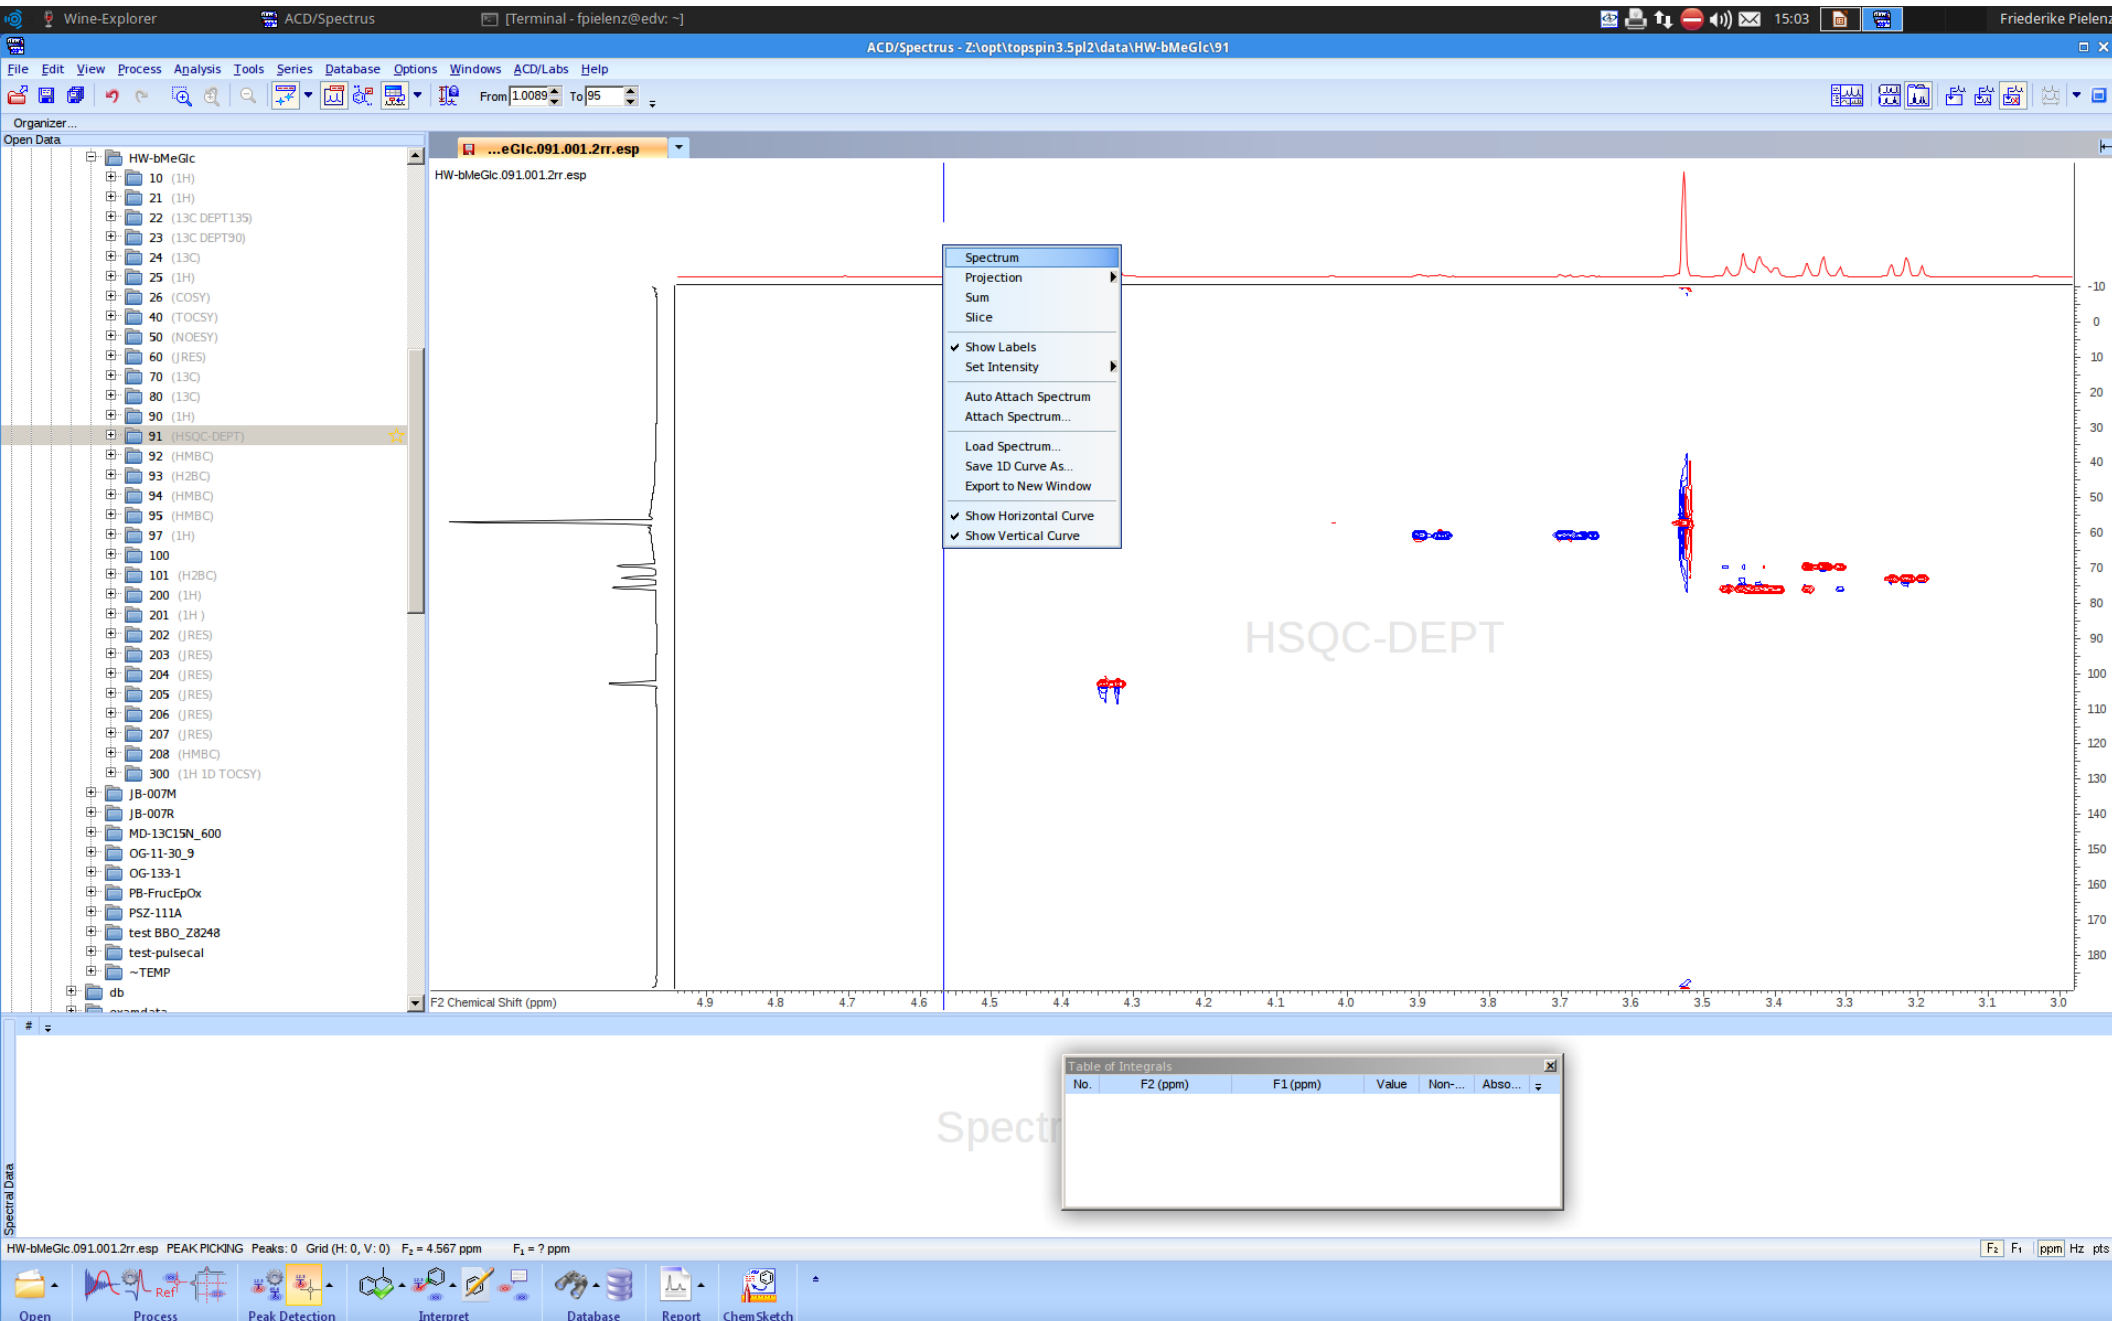 Wine-Explorer ACD/Spectrus [Terminal - fpielenz@edv: ~] 15:03 Friederike Pielenz
ACD/Spectrus - Z:\opt\topspin3.5pl2\data\HW-bMeGlc\91
File Edit View Process Analysis Tools Series Database Options Windows ACD/Labs Help
From 1.0089 To 95
Organizer...
Open Data
HW-bMeGlc
10 (1H)
21 (1H)
22 (13C DEPT135)
23 (13C DEPT90)
24 (13C)
25 (1H)
26 (COSY)
40 (TOCSY)
50 (NOESY)
60 (JRES)
70 (13C)
80 (13C)
90 (1H)
91 (HSQC-DEPT)
92 (HMBC)
93 (H2BC)
94 (HMBC)
95 (HMBC)
97 (1H)
100
101 (H2BC)
200 (1H)
201 (1H )
202 (JRES)
203 (JRES)
204 (JRES)
205 (JRES)
206 (JRES)
207 (JRES)
208 (HMBC)
300 (1H 1D TOCSY)
JB-007M
JB-007R
MD-13C15N_600
OG-11-30_9
OG-133-1
PB-FrucEpOx
PSZ-111A
test BBO_Z8248
test-pulsecal
~TEMP
db
examdata
...eGlc.091.001.2rr.esp
HW-bMeGlc.091.001.2rr.esp
Spectrum
Projection
Sum
Slice
Show Labels
Set Intensity
Auto Attach Spectrum
Attach Spectrum...
Load Spectrum...
Save 1D Curve As...
Export to New Window
Show Horizontal Curve
Show Vertical Curve
HSQC-DEPT
-10
0
10
20
30
40
50
60
70
80
90
100
110
120
130
140
150
160
170
180
F2 Chemical Shift (ppm) 4.9 4.8 4.7 4.6 4.5 4.4 4.3 4.2 4.1 4.0 3.9 3.8 3.7 3.6 3.5 3.4 3.3 3.2 3.1 3.0
#
Spectral Data
Spectr
Table of Integrals
No. F2 (ppm) F1 (ppm) Value Non-... Abso...
HW-bMeGlc.091.001.2rr.esp PEAK PICKING Peaks: 0 Grid (H: 0, V: 0) F2 = 4.567 ppm F1 = ? ppm F2 F1 ppm Hz pts
Ref
Open Process Peak Detection Interpret Database Report ChemSketch